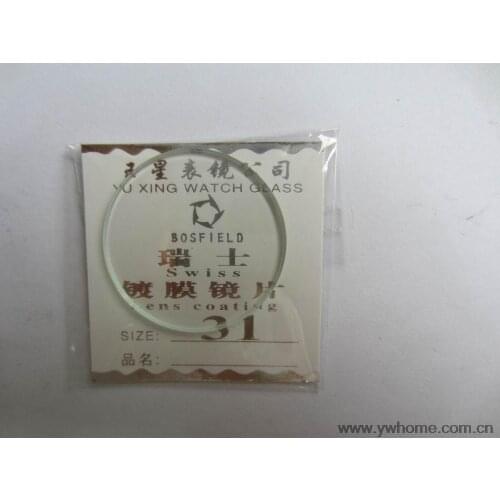 玉星表镜公司
YU XING WATCH GLASS
BOSFIELD
瑞士
Swiss
镀膜镜片
Lens coating
SIZE: 31
品名:
www.ywhome.com.cn